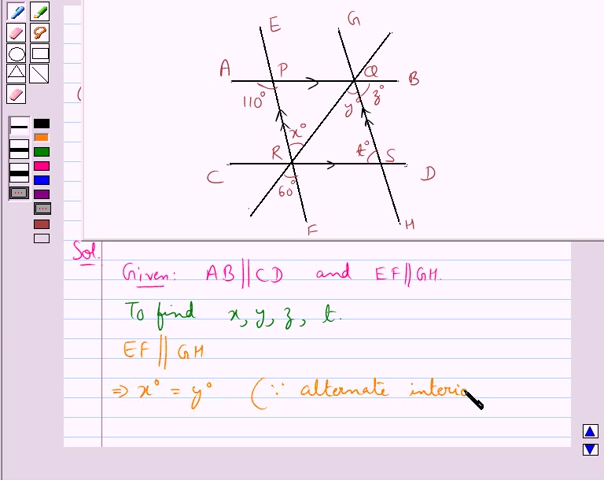 E
G
A
P
Q
B
110°
y°
z°
x°
R
t°
S
C
D
60°
F
H
Sol.
Given: AB||CD and EF||GH.
To find x, y, z, t.
EF || GH
⇒ x° = y° (∵ alternate interio